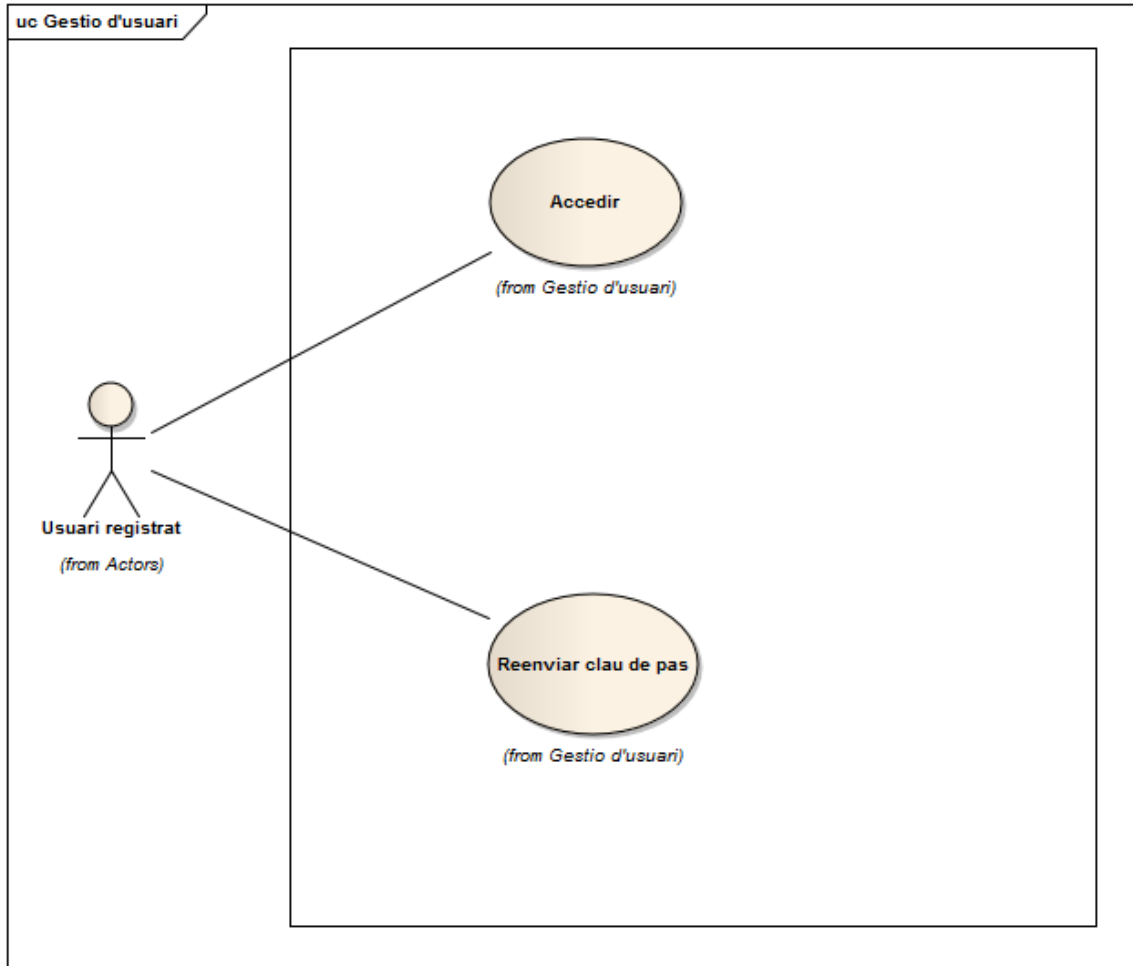 uc Gestio d'usuari
Accedir
(from Gestio d'usuari)
Usuari registrat
(from Actors)
Reenviar clau de pas
(from Gestio d'usuari)